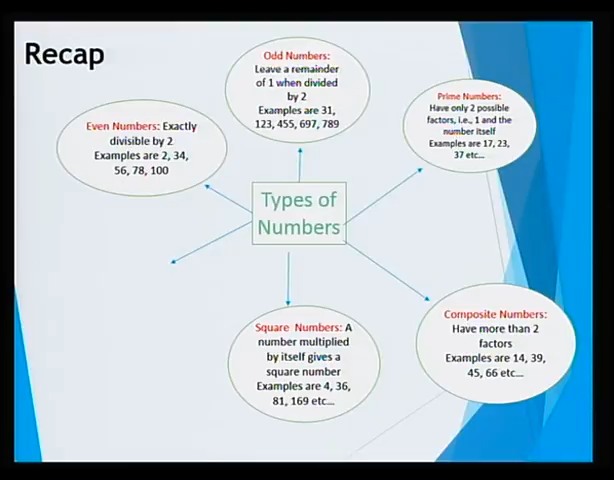 Recap
Odd Numbers:
Leave a remainder
of 1 when divided
by 2
Examples are 31,
123, 455, 697, 789
Prime Numbers:
Have only 2 possible
factors, i.e., 1 and the
number itself
Examples are 17, 23,
37 etc...
Even Numbers: Exactly
divisible by 2
Examples are 2, 34,
56, 78, 100
Types of
Numbers
Square Numbers: A
number multiplied
by itself gives a
square number
Examples are 4, 36,
81, 169 etc...
Composite Numbers:
Have more than 2
factors
Examples are 14, 39,
45, 66 etc...